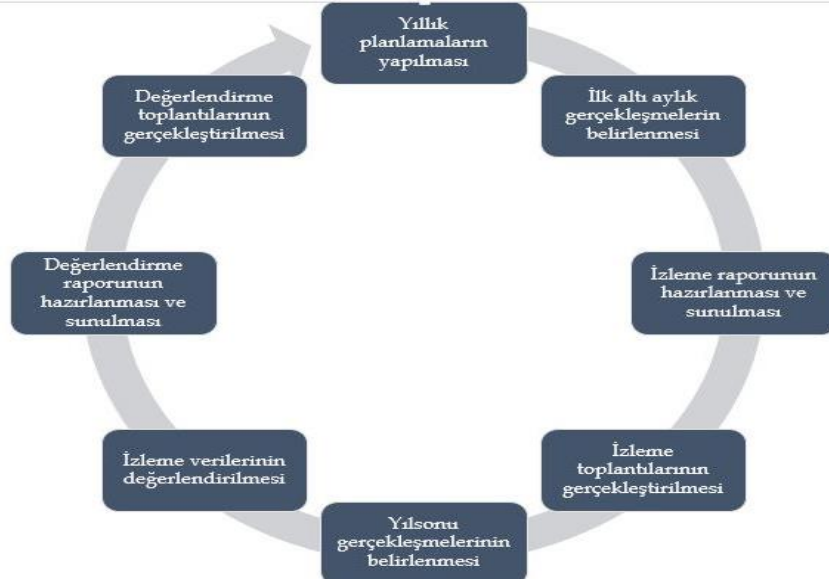 Yıllık
planlamaların
yapılması
İlk altı aylık
gerçekleşmelerin
belirlenmesi
İzleme raporunun
hazırlanması ve
sunulması
İzleme
toplantılarının
gerçekleştirilmesi
Yılsonu
gerçekleşmelerinin
belirlenmesi
İzleme verilerinin
değerlendirilmesi
Değerlendirme
raporunun
hazırlanması ve
sunulması
Değerlendirme
toplantılarının
gerçekleştirilmesi